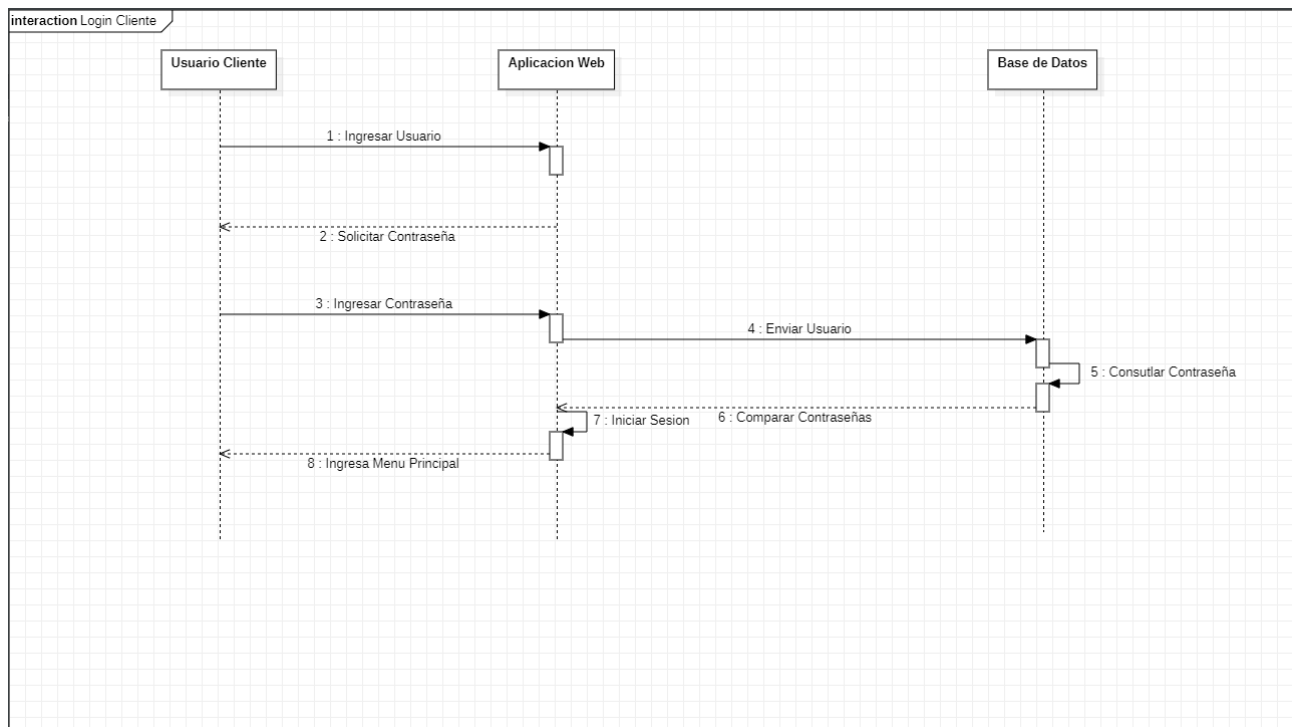 interaction Login Cliente
Usuario Cliente
Aplicacion Web
Base de Datos
1 : Ingresar Usuario
2 : Solicitar Contraseña
3 : Ingresar Contraseña
4 : Enviar Usuario
5 : Consutlar Contraseña
6 : Comparar Contraseñas
7 : Iniciar Sesion
8 : Ingresa Menu Principal